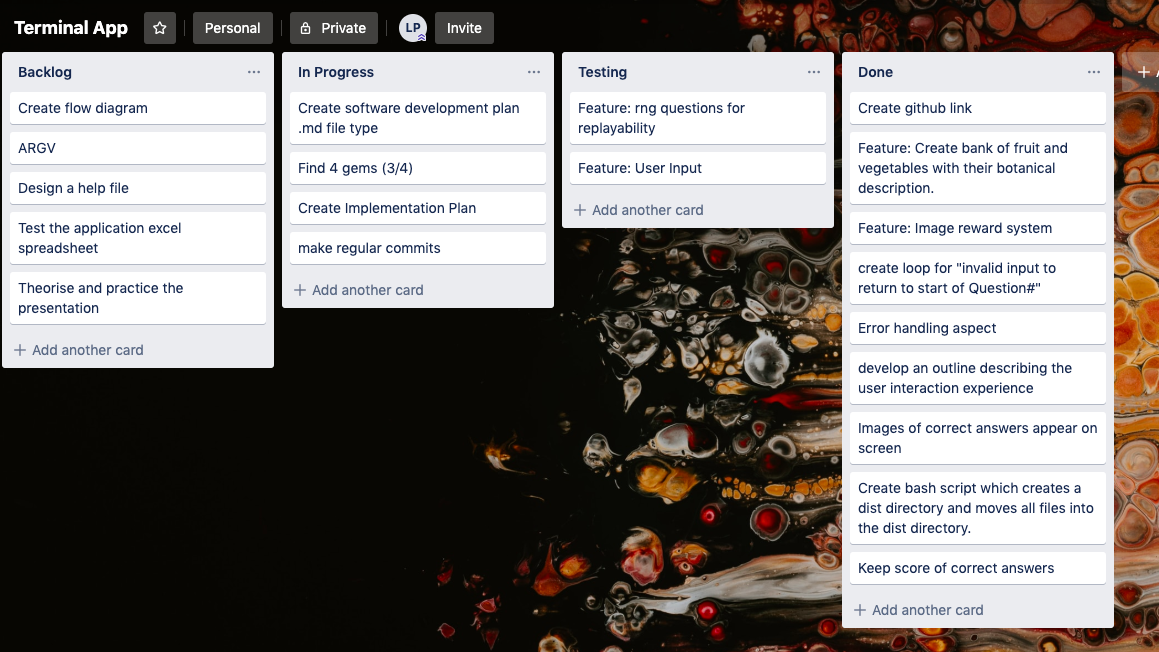 Terminal App
Personal
Private
LP
Invite
Backlog
Create flow diagram
ARGV
Design a help file
Test the application excel
spreadsheet
Theorise and practice the
presentation
Add another card
In Progress
Create software development plan
.md file type
Find 4 gems (3/4)
Create Implementation Plan
make regular commits
Add another card
Testing
Feature: rng questions for
replayability
Feature: User Input
Add another card
Done
Create github link
Feature: Create bank of fruit and
vegetables with their botanical
description.
Feature: Image reward system
create loop for "invalid input to
return to start of Question#"
Error handling aspect
develop an outline describing the
user interaction experience
Images of correct answers appear on
screen
Create bash script which creates a
dist directory and moves all files into
the dist directory.
Keep score of correct answers
Add another card